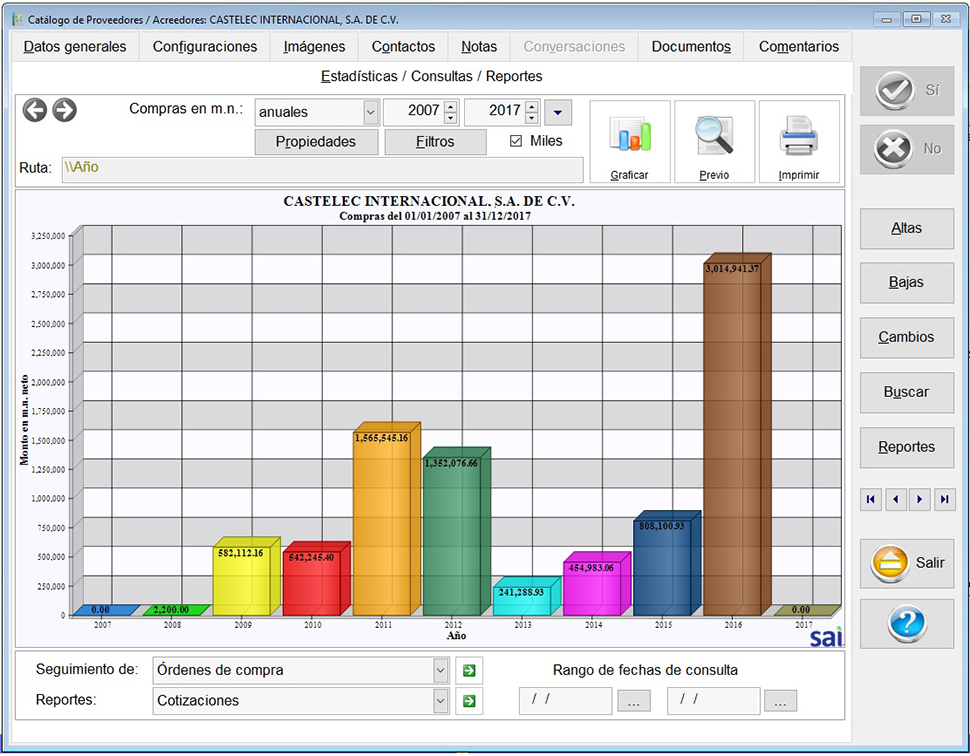 Catálogo de Proveedores / Acreedores: CASTELEC INTERNACIONAL, S.A. DE C.V.
Datos generales Configuraciones Imágenes Contactos Notas Conversaciones Documentos Comentarios
Estadísticas / Consultas / Reportes
Compras en m.n.: anuales 2007 2017
Propiedades Filtros Miles
Ruta: \\Año
Graficar Previo Imprimir
Sí
No
Altas
Bajas
Cambios
Buscar
Reportes
Salir
CASTELEC INTERNACIONAL, S.A. DE C.V.
Compras del 01/01/2007 al 31/12/2017
Monto en m.n. neto
3,250,000
3,000,000
2,750,000
2,500,000
2,250,000
2,000,000
1,750,000
1,500,000
1,250,000
1,000,000
750,000
500,000
250,000
0
0.00
2,200.00
582,112.16
542,245.40
1,565,545.16
1,352,076.66
241,288.93
454,983.06
808,100.93
3,014,941.37
0.00
2007 2008 2009 2010 2011 2012 2013 2014 2015 2016 2017
Año
sai
Seguimiento de: Órdenes de compra
Reportes: Cotizaciones
Rango de fechas de consulta
/ / ... / / ...